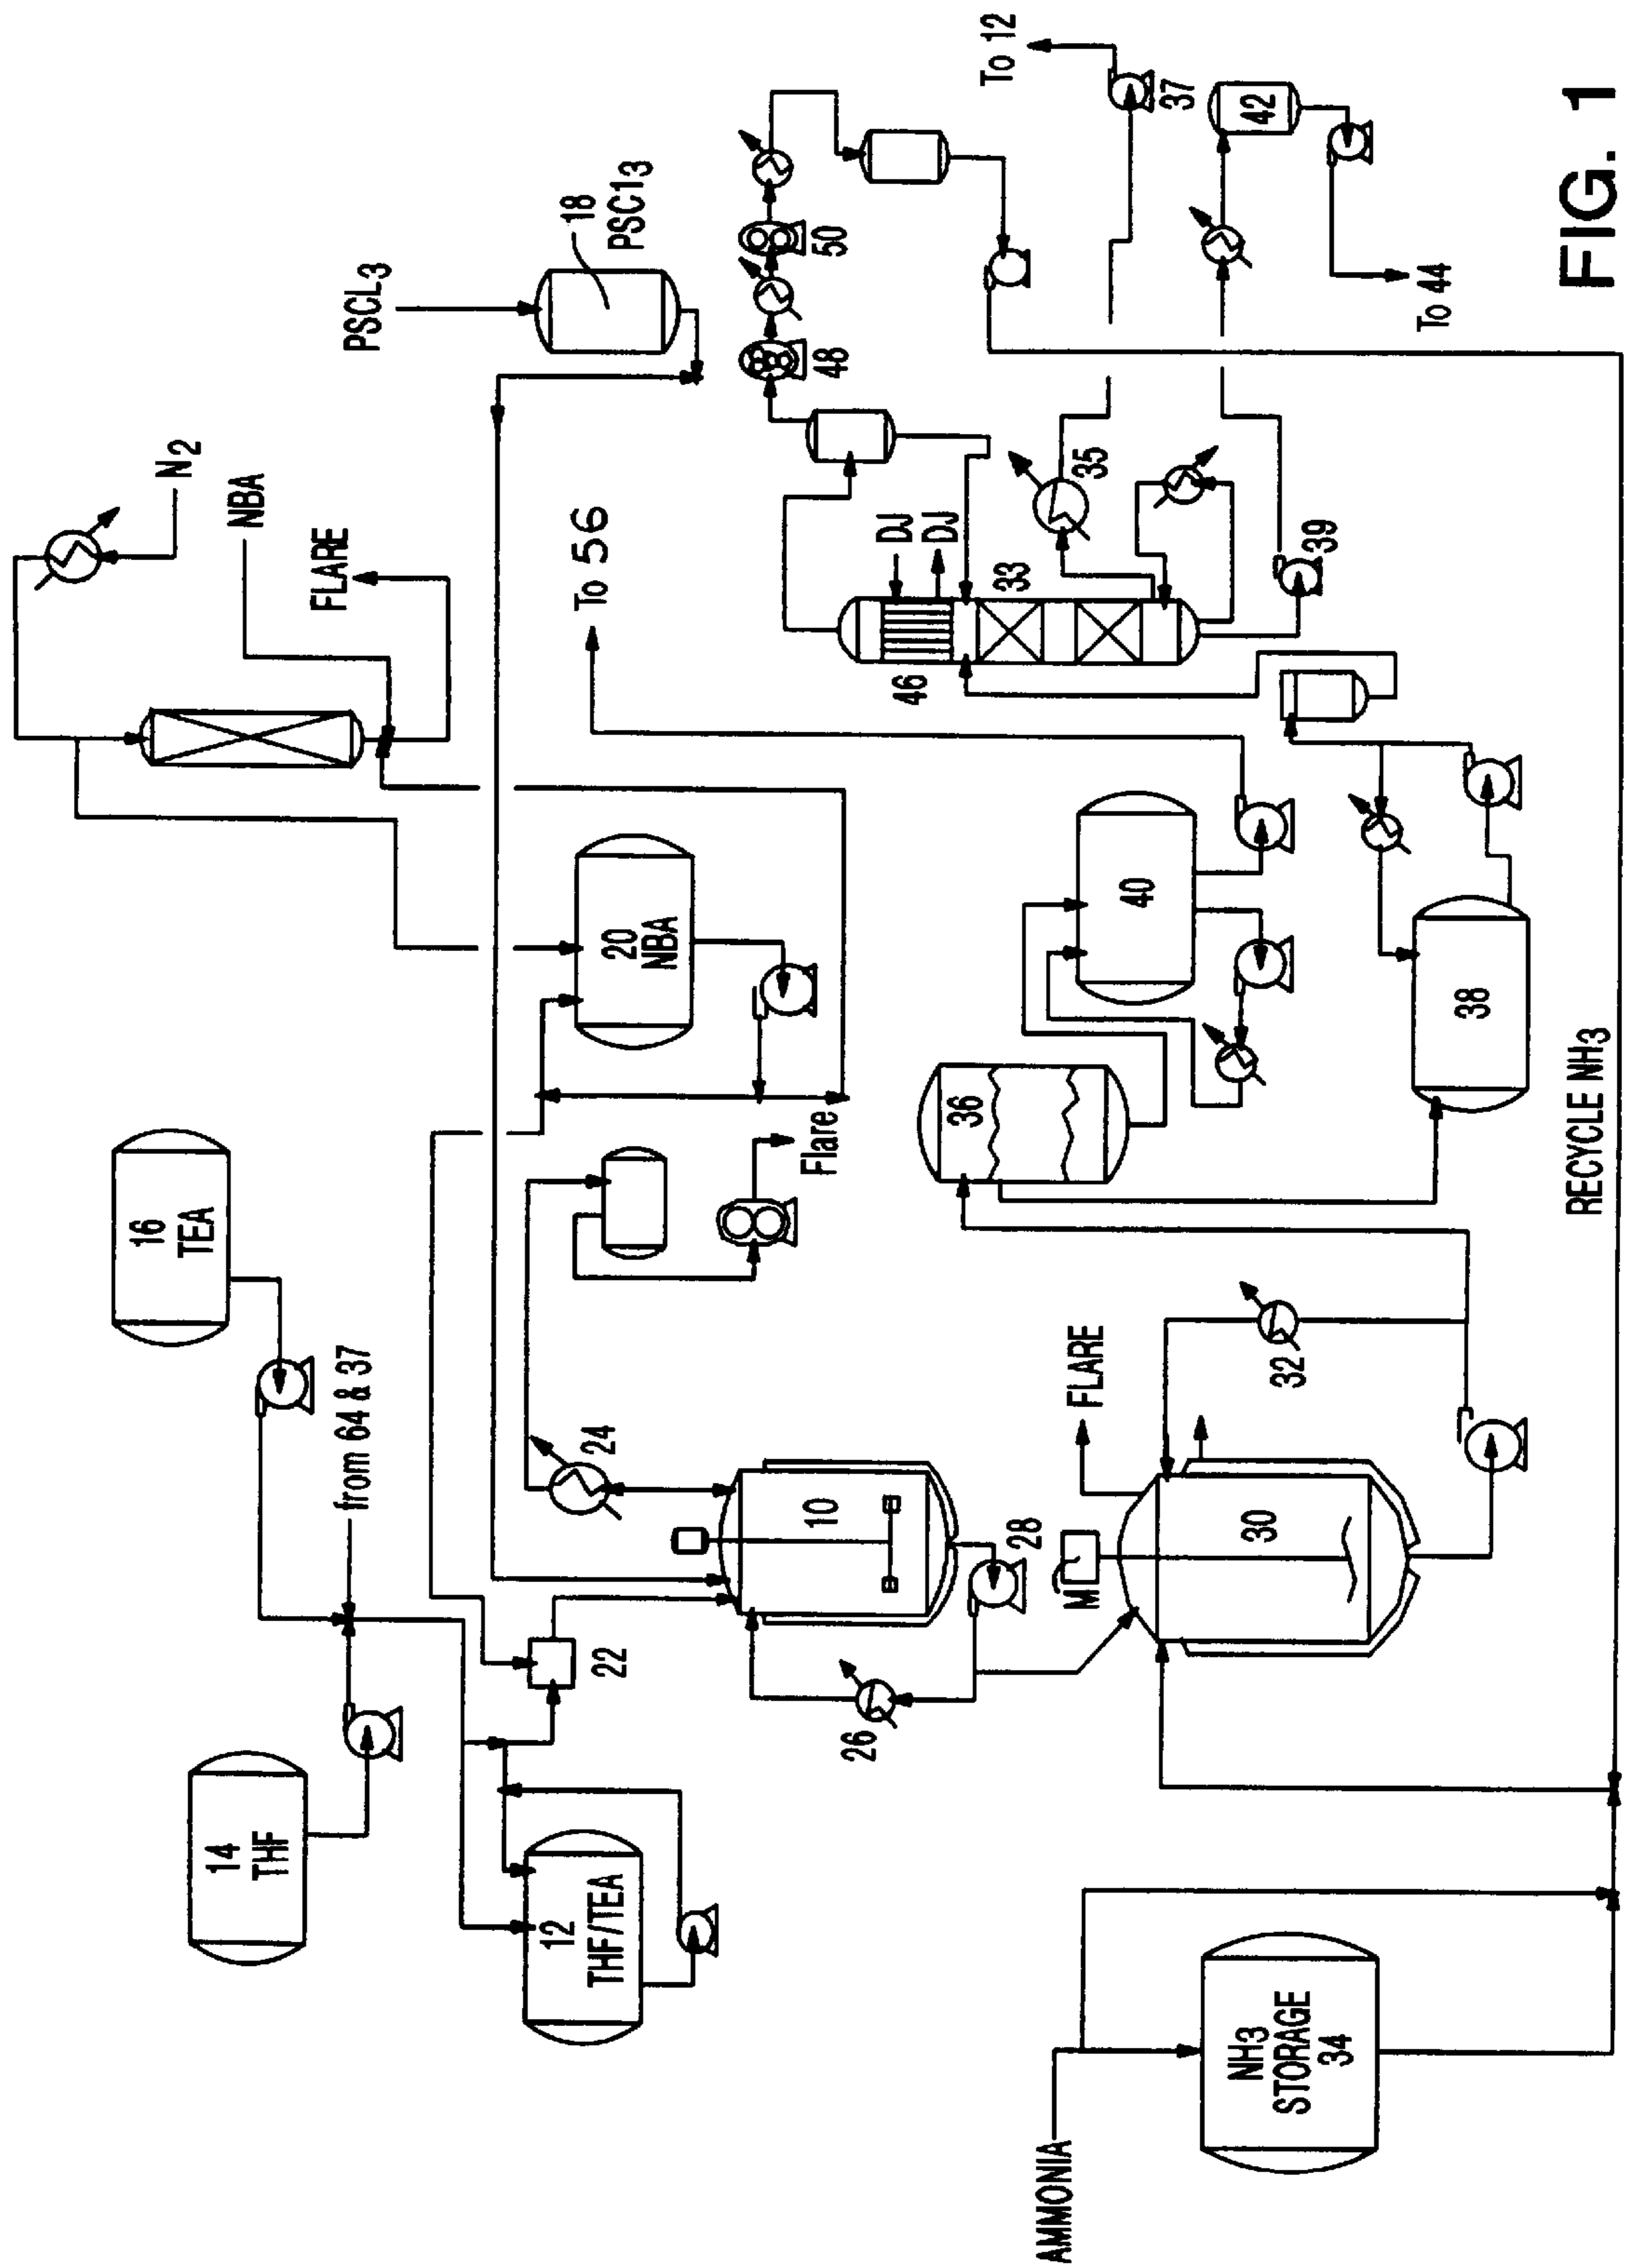 14
THF
16
TEA
from 64 & 37
12
THF/TEA
22
24
Flare
20
NBA
FLARE
NBA
N2
PSCL3
18
PSC13
To 56
10
26
28
AMMONIA
NH3
STORAGE
34
M
30
FLARE
32
36
40
38
46
33
DJ
DJ
35
39
48
50
To 12
37
42
To 44
RECYCLE NH3
FIG. 1